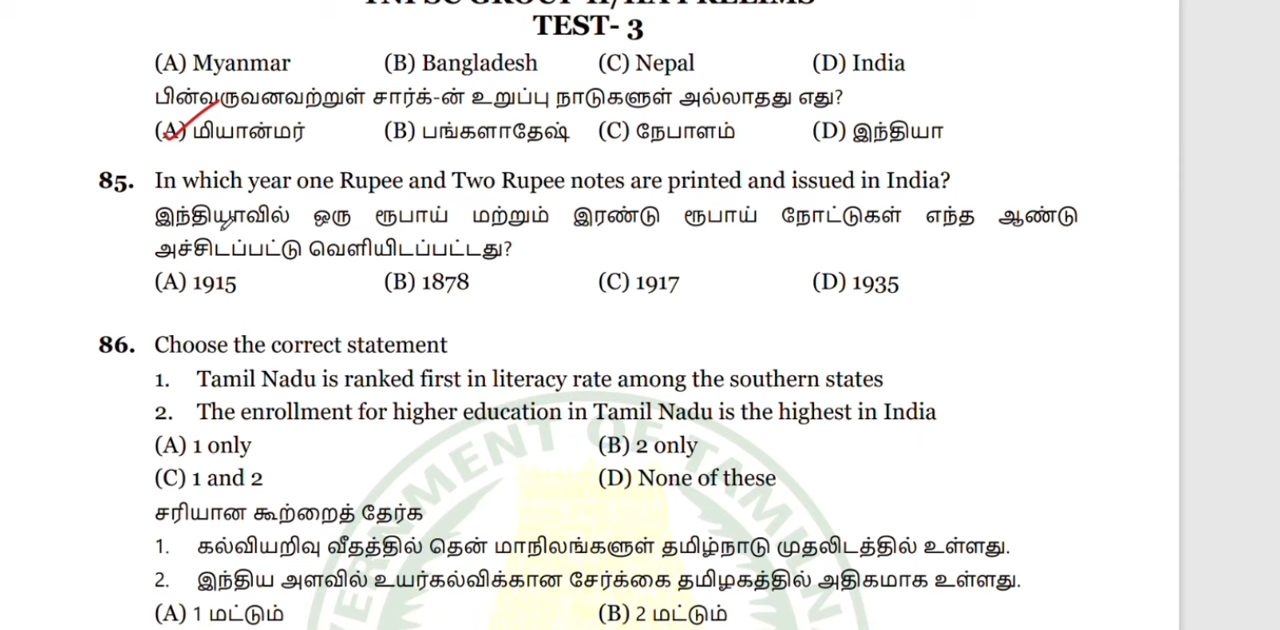 TEST- 3
(A) Myanmar (B) Bangladesh (C) Nepal (D) India
பின்வருவனவற்றுள் சார்க்-ன் உறுப்பு நாடுகளுள் அல்லாதது எது?
(A) மியான்மர் (B) பங்களாதேஷ் (C) நேபாளம் (D) இந்தியா
85. In which year one Rupee and Two Rupee notes are printed and issued in India?
இந்தியாவில் ஒரு ரூபாய் மற்றும் இரண்டு ரூபாய் நோட்டுகள் எந்த ஆண்டு
அச்சிடப்பட்டு வெளியிடப்பட்டது?
(A) 1915 (B) 1878 (C) 1917 (D) 1935
86. Choose the correct statement
1. Tamil Nadu is ranked first in literacy rate among the southern states
2. The enrollment for higher education in Tamil Nadu is the highest in India
(A) 1 only (B) 2 only
(C) 1 and 2 (D) None of these
சரியான கூற்றைத் தேர்க
1. கல்வியறிவு வீதத்தில் தென் மாநிலங்களுள் தமிழ்நாடு முதலிடத்தில் உள்ளது.
2. இந்திய அளவில் உயர்கல்விக்கான சேர்க்கை தமிழகத்தில் அதிகமாக உள்ளது.
(A) 1 மட்டும் (B) 2 மட்டும்